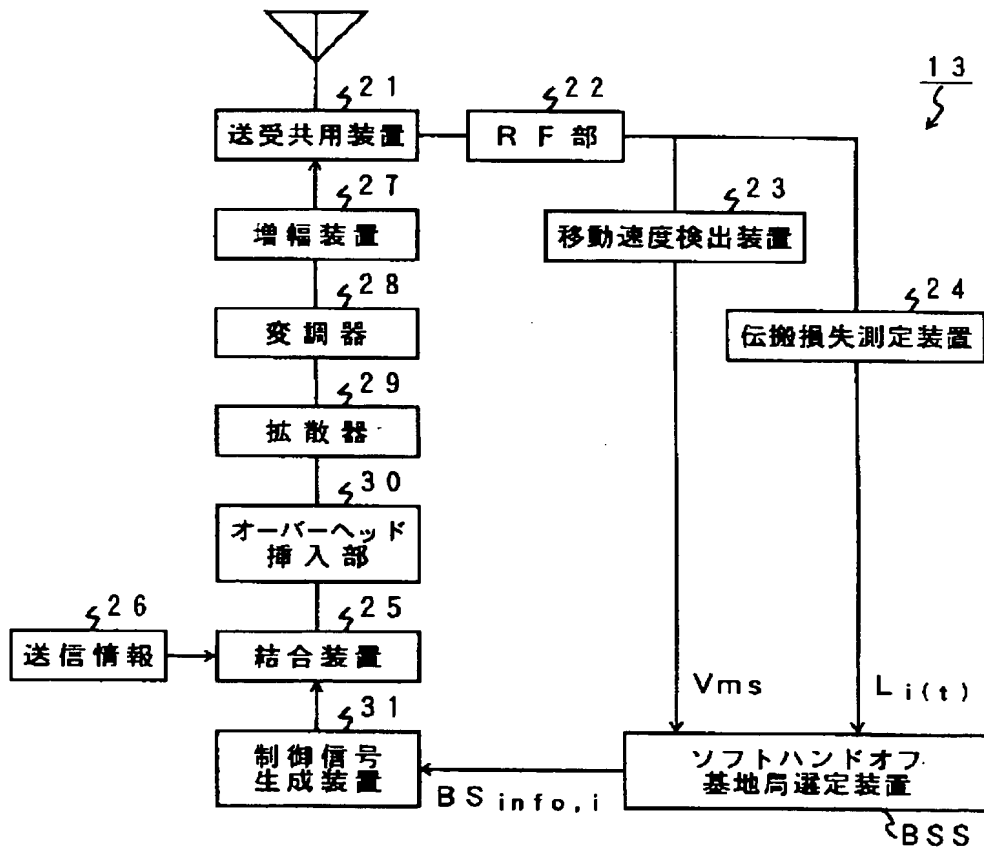 13
21
送受共用装置
22
RF部
27
増幅装置
23
移動速度検出装置
28
変調器
24
伝搬損失測定装置
29
拡散器
30
オーバーヘッド
挿入部
26
送信情報
25
結合装置
Vms
Li(t)
31
制御信号
生成装置
BSinfo,i
ソフトハンドオフ
基地局選定装置
BSS